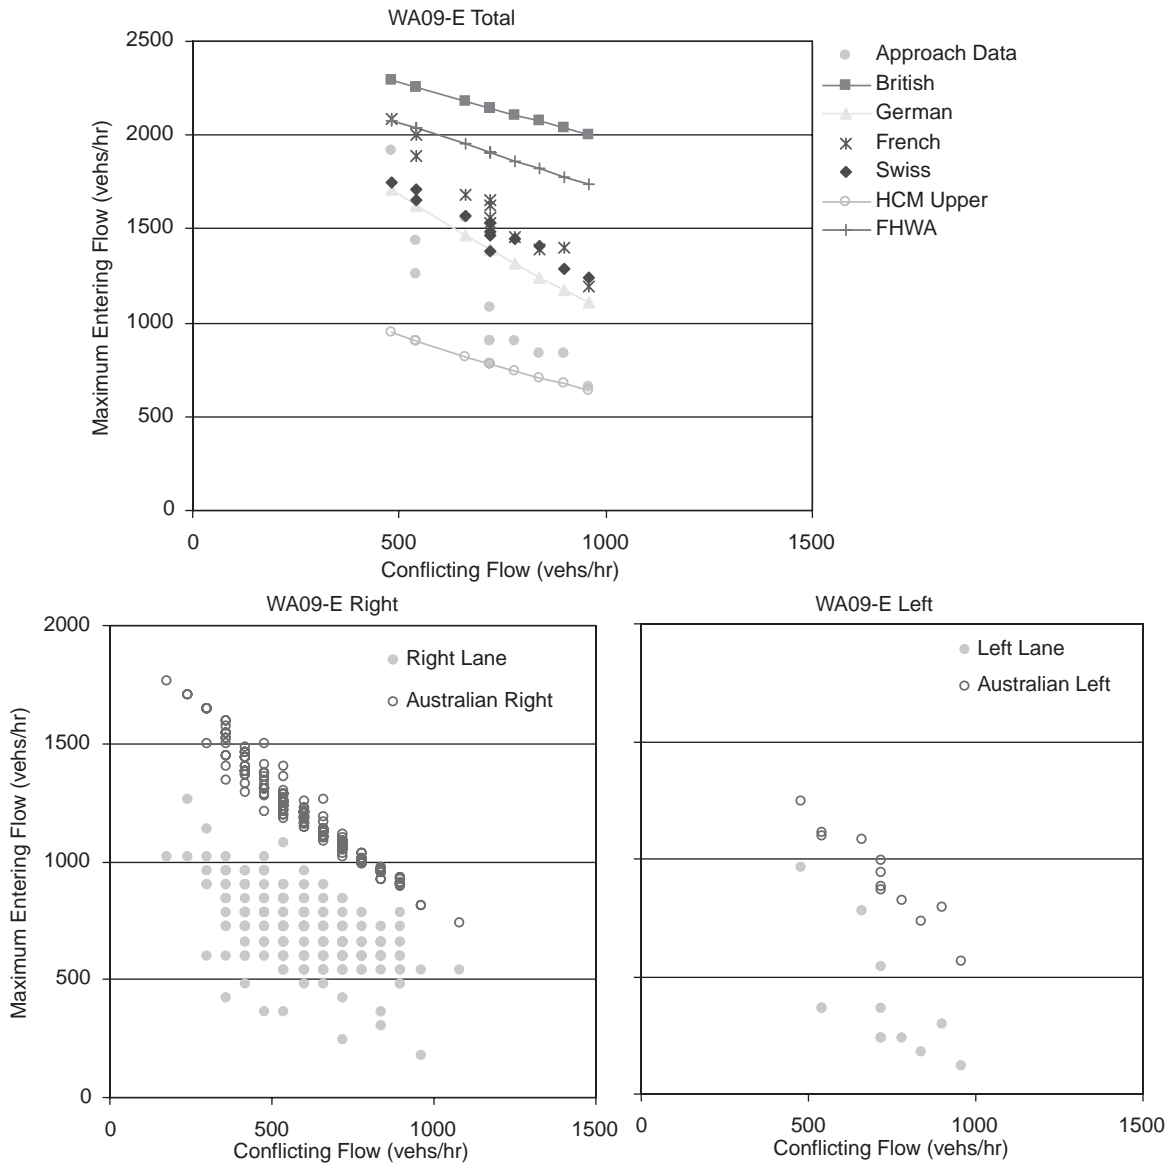 WA09-E Total
Maximum Entering Flow (vehs/hr)
2500
2000
1500
1000
500
0
0 500 1000 1500
Conflicting Flow (vehs/hr)
Approach Data
British
German
French
Swiss
HCM Upper
FHWA
WA09-E Right
Maximum Entering Flow (vehs/hr)
2000
1500
1000
500
0
Right Lane
Australian Right
0 500 1000 1500
Conflicting Flow (vehs/hr)
WA09-E Left
Left Lane
Australian Left
0 500 1000 1500
Conflicting Flow (vehs/hr)